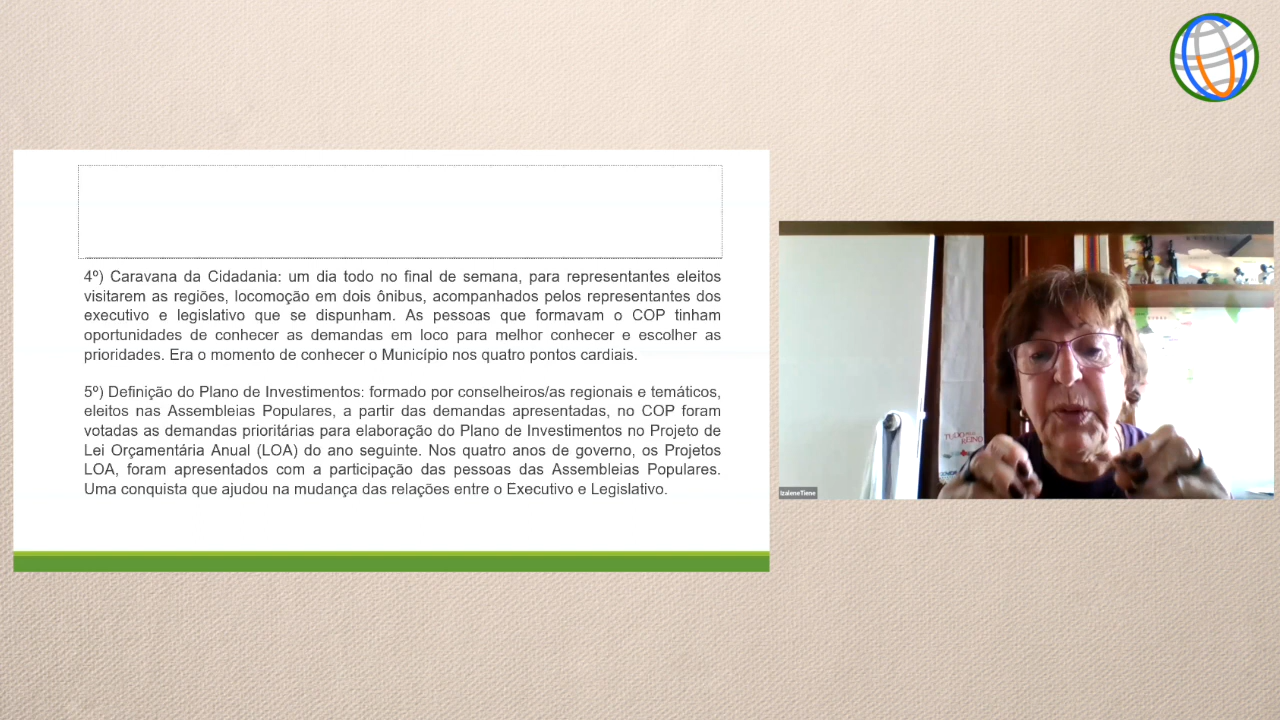 4º) Caravana da Cidadania: um dia todo no final de semana, para representantes eleitos
visitarem as regiões, locomoção em dois ônibus, acompanhados pelos representantes dos
executivo e legislativo que se dispunham. As pessoas que formavam o COP tinham
oportunidades de conhecer as demandas em loco para melhor conhecer e escolher as
prioridades. Era o momento de conhecer o Município nos quatro pontos cardiais.
5º) Definição do Plano de Investimentos: formado por conselheiros/as regionais e temáticos,
eleitos nas Assembleias Populares, a partir das demandas apresentadas, no COP foram
votadas as demandas prioritárias para elaboração do Plano de Investimentos no Projeto de
Lei Orçamentária Anual (LOA) do ano seguinte. Nos quatro anos de governo, os Projetos
LOA, foram apresentados com a participação das pessoas das Assembleias Populares.
Uma conquista que ajudou na mudança das relações entre o Executivo e Legislativo.
REINO
IzaleneTiene